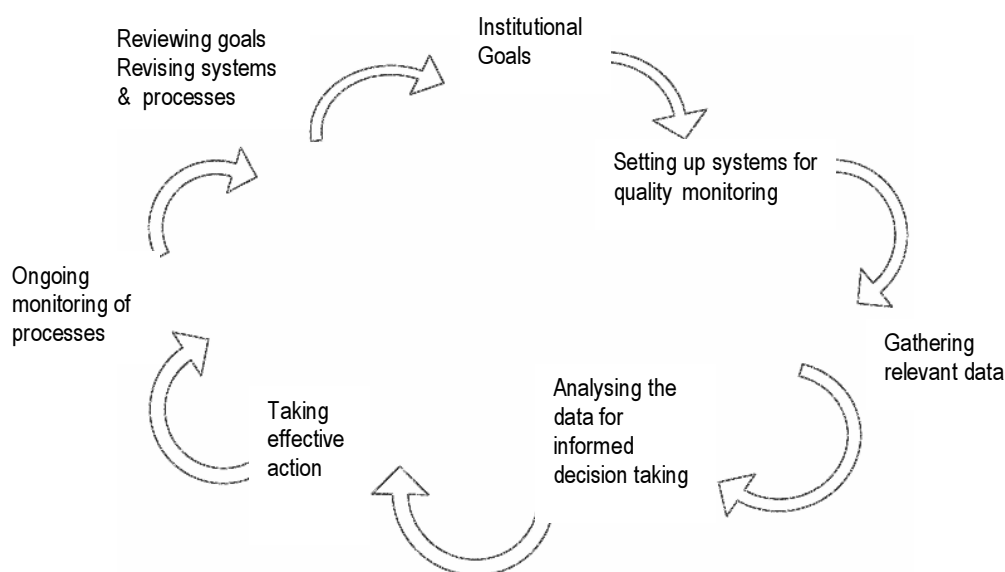 Institutional
Goals
Setting up systems for
quality monitoring
Gathering
relevant data
Analysing the
data for
informed
decision taking
Taking
effective
action
Ongoing
monitoring of
processes
Reviewing goals
Revising systems
& processes